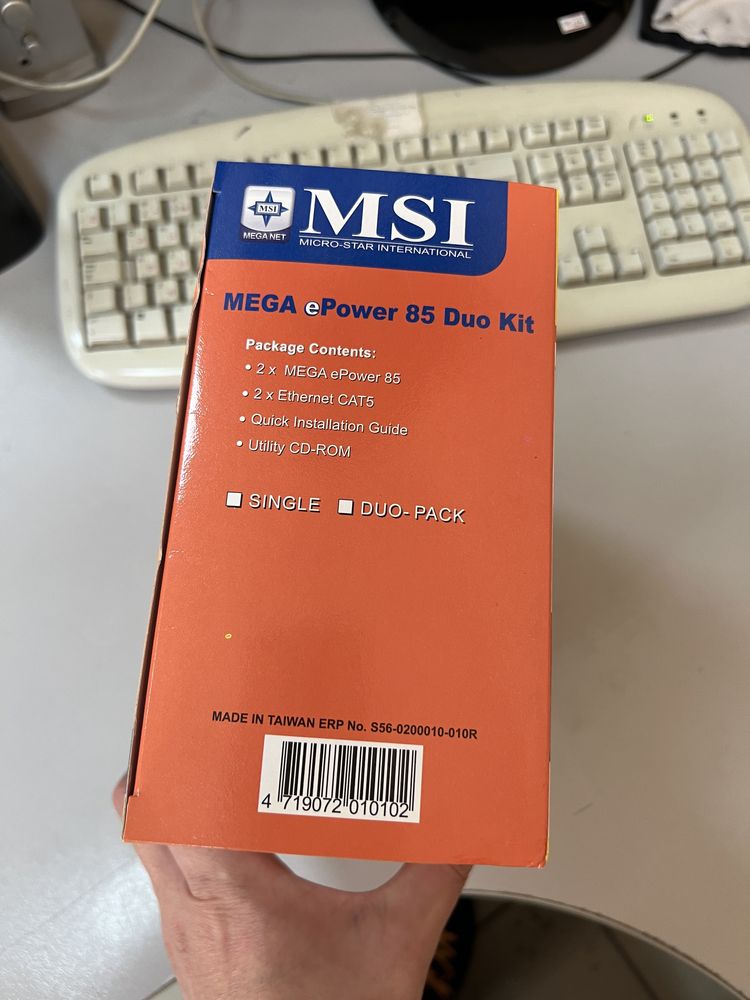 MSI
MEGA NET
MSI
MICRO-STAR INTERNATIONAL
MEGA ePower 85 Duo Kit
Package Contents:
• 2 x MEGA ePower 85
• 2 x Ethernet CAT5
• Quick Installation Guide
• Utility CD-ROM
SINGLE DUO-PACK
MADE IN TAIWAN ERP No. S56-0200010-010R
4 719072 010102